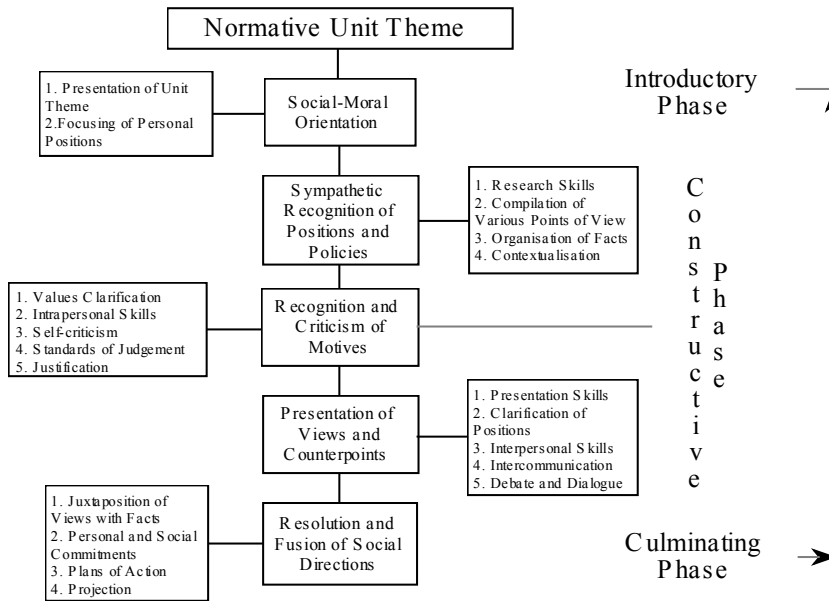 Normative Unit Theme
1. Presentation of Unit
Theme
2.Focusing of Personal
Positions
Social-Moral
Orientation
Introductory
Phase
Sympathetic
Recognition of
Positions and
Policies
1. Research Skills
2. Compilation of
Various Points of View
3. Organisation of Facts
4. Contextualisation
Constructive
Phase
1. Values Clarification
2. Intrapersonal Skills
3. Self-criticism
4. Standards of Judgement
5. Justification
Recognition and
Criticism of
Motives
Presentation of
Views and
Counterpoints
1. Presentation Skills
2. Clarification of
Positions
3. Interpersonal Skills
4. Intercommunication
5. Debate and Dialogue
1. Juxtaposition of
Views with Facts
2. Personal and Social
Commitments
3. Plans of Action
4. Projection
Resolution and
Fusion of Social
Directions
Culminating
Phase